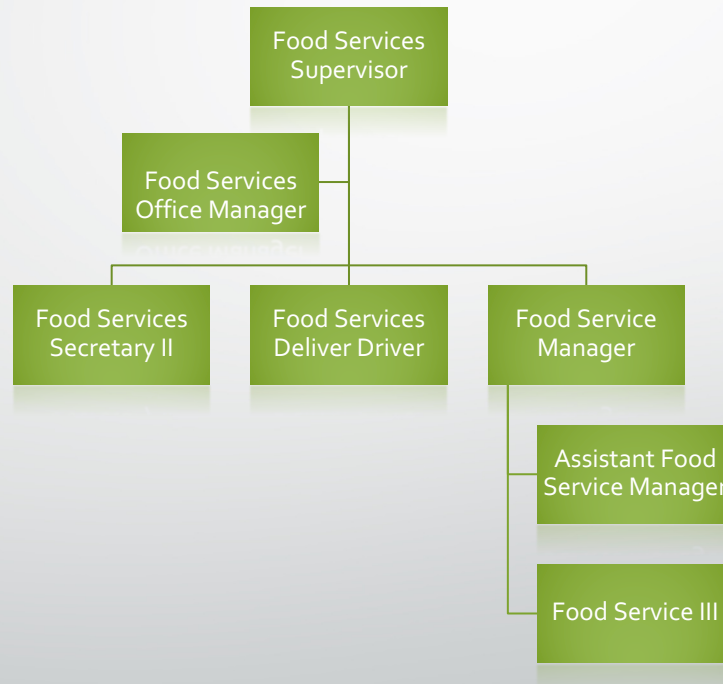 Food Services
Supervisor
Food Services
Office Manager
Food Services
Secretary II
Food Services
Deliver Driver
Food Service
Manager
Assistant Food
Service Manager
Food Service III